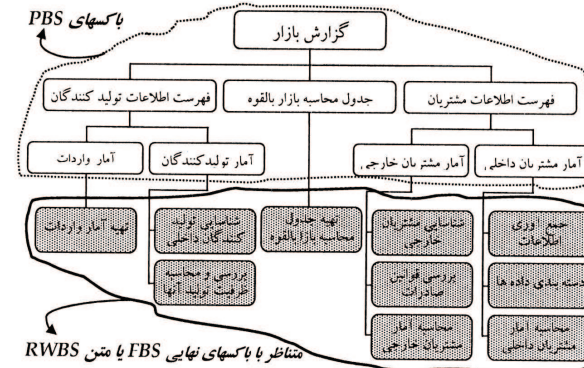 باکسهای PBS
گزارش بازار
فهرست اطلاعات مشتریان
جدول محاسبه بازار بالقوه
فهرست اطلاعات تولید کنندگان
آمار مشتریان داخلی
آمار مشتریان خارجی
آمار تولیدکنندگان
آمار واردات
جمع آوری
اطلاعات
شناسایی مشتریان
خارجی
تهیه جدول
محاسبه بازا بالقوه
شناسایی تولید
کنندگان داخلی
تهیه آمار واردات
دسته بندی داده ها
بررسی قوانین
صادرات
بررسی و محاسبه
ظرفیت تولید آنها
محاسبه آمار
مشتریان داخلی
محاسبه آمار
مشتریان خارجی
متناظر با باکسهای نهایی FBS یا متن RWBS